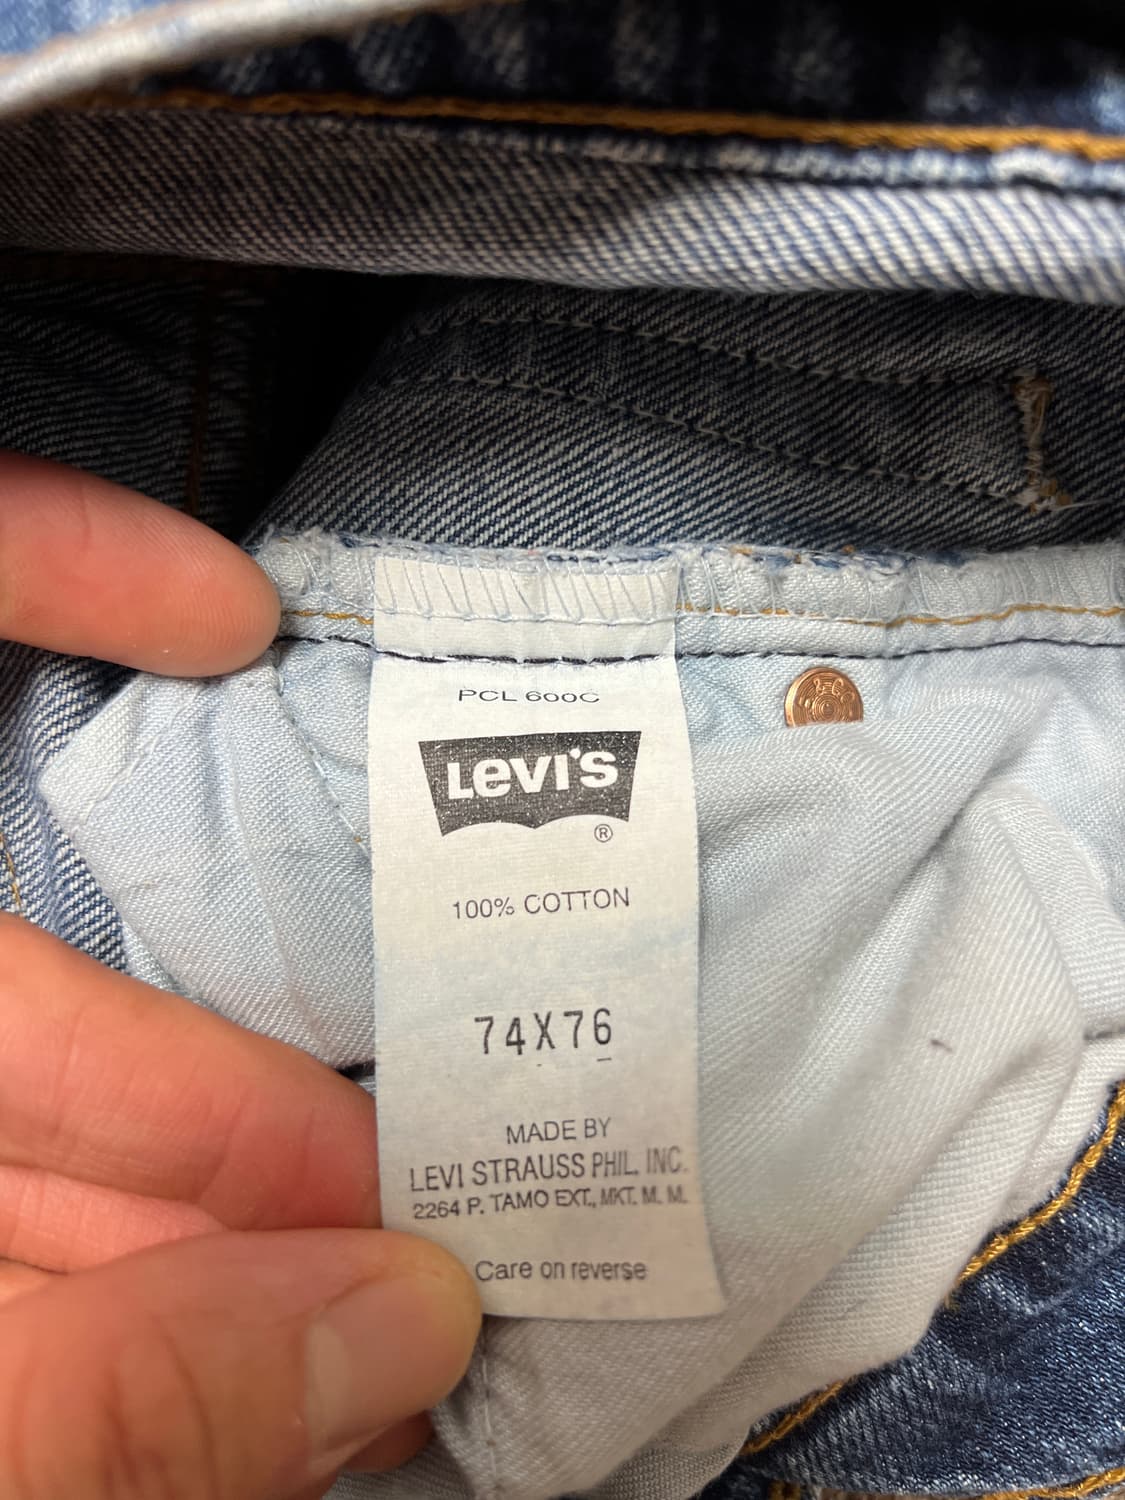 PCL 600C
LEVI'S
®
100% COTTON
74X76
MADE BY
LEVI STRAUSS PHIL. INC.
2264 P. TAMO EXT., MKT. M. M.
Care on reverse